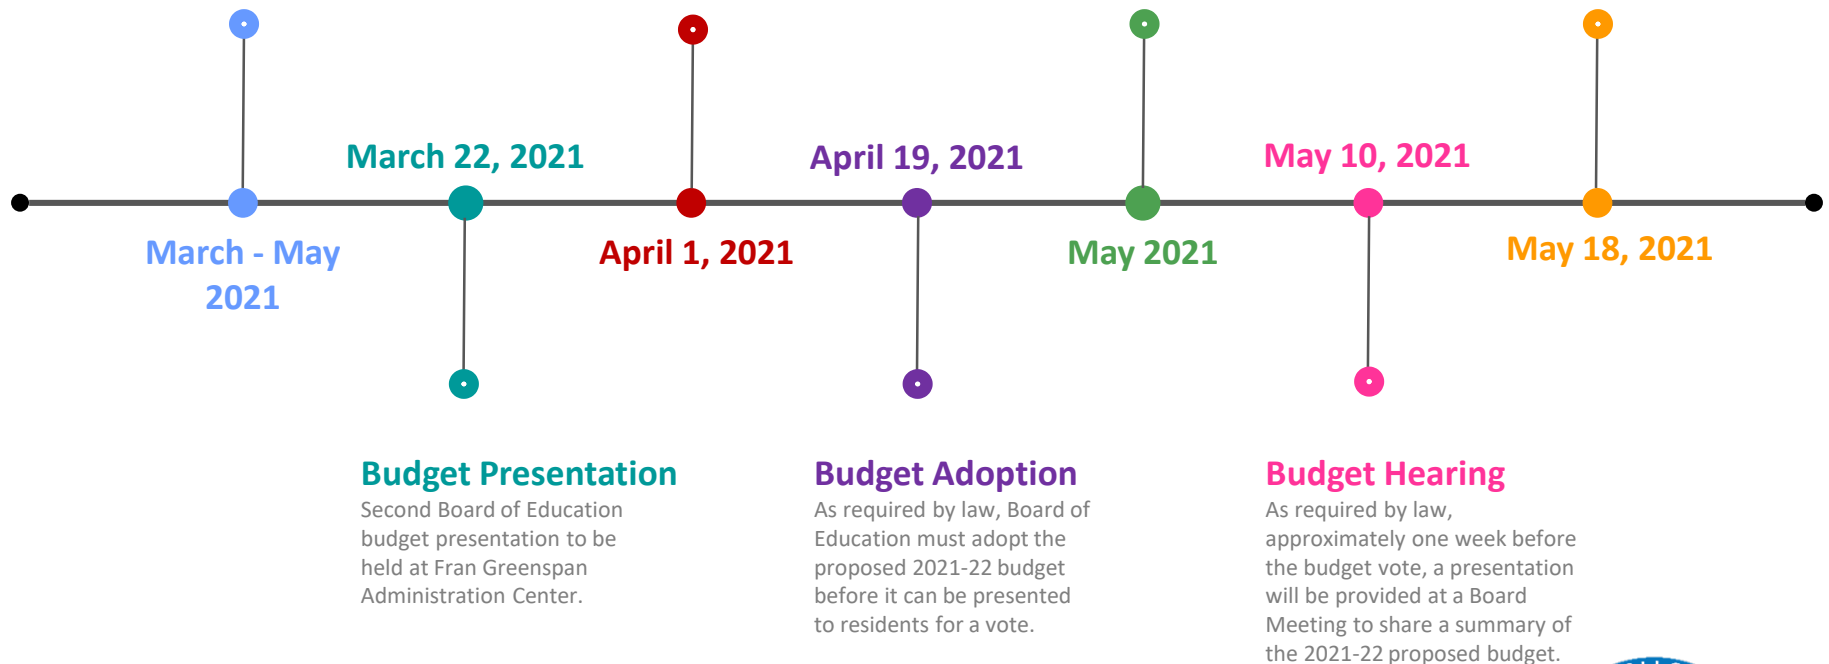 March 22, 2021
April 19, 2021
May 10, 2021
March - May
2021
April 1, 2021
May 2021
May 18, 2021
Budget Presentation
Second Board of Education
budget presentation to be
held at Fran Greenspan
Administration Center.
Budget Adoption
As required by law, Board of
Education must adopt the
proposed 2021-22 budget
before it can be presented
to residents for a vote.
Budget Hearing
As required by law,
approximately one week before
the budget vote, a presentation
will be provided at a Board
Meeting to share a summary of
the 2021-22 proposed budget.